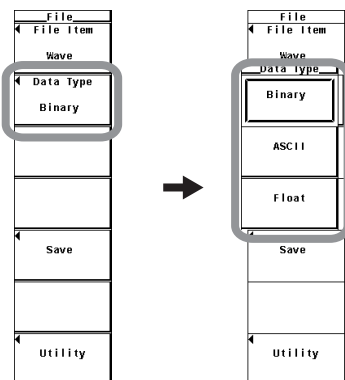 File
File Item
Wave
Data Type
Binary
Save
Utility
File
File Item
Wave
Data Type
Binary
ASCII
Float
Save
Utility